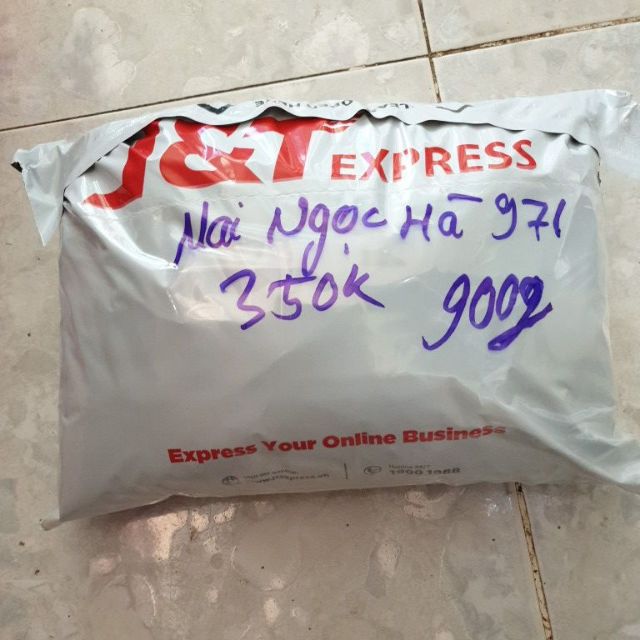 J&T EXPRESS
Mai Ngọc Hà 971
350K 900g
Express Your Online Business
1900 1088